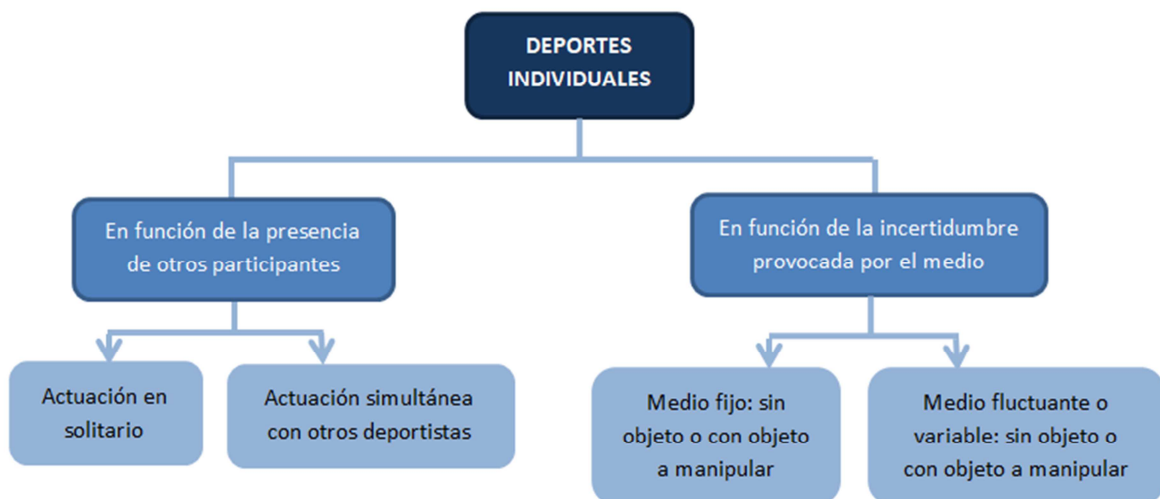 DEPORTES
INDIVIDUALES
En función de la presencia
de otros participantes
En función de la incertidumbre
provocada por el medio
Actuación en
solitario
Actuación simultánea
con otros deportistas
Medio fijo: sin
objeto o con objeto
a manipular
Medio fluctuante o
variable: sin objeto o
con objeto a manipular